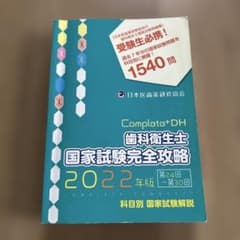 受験生必携！
1540問
日本医歯薬研修協会
Complete+DH
歯科衛生士
国家試験完全攻略
2022年版
第24回
～第30回
科目別 国家試験解説